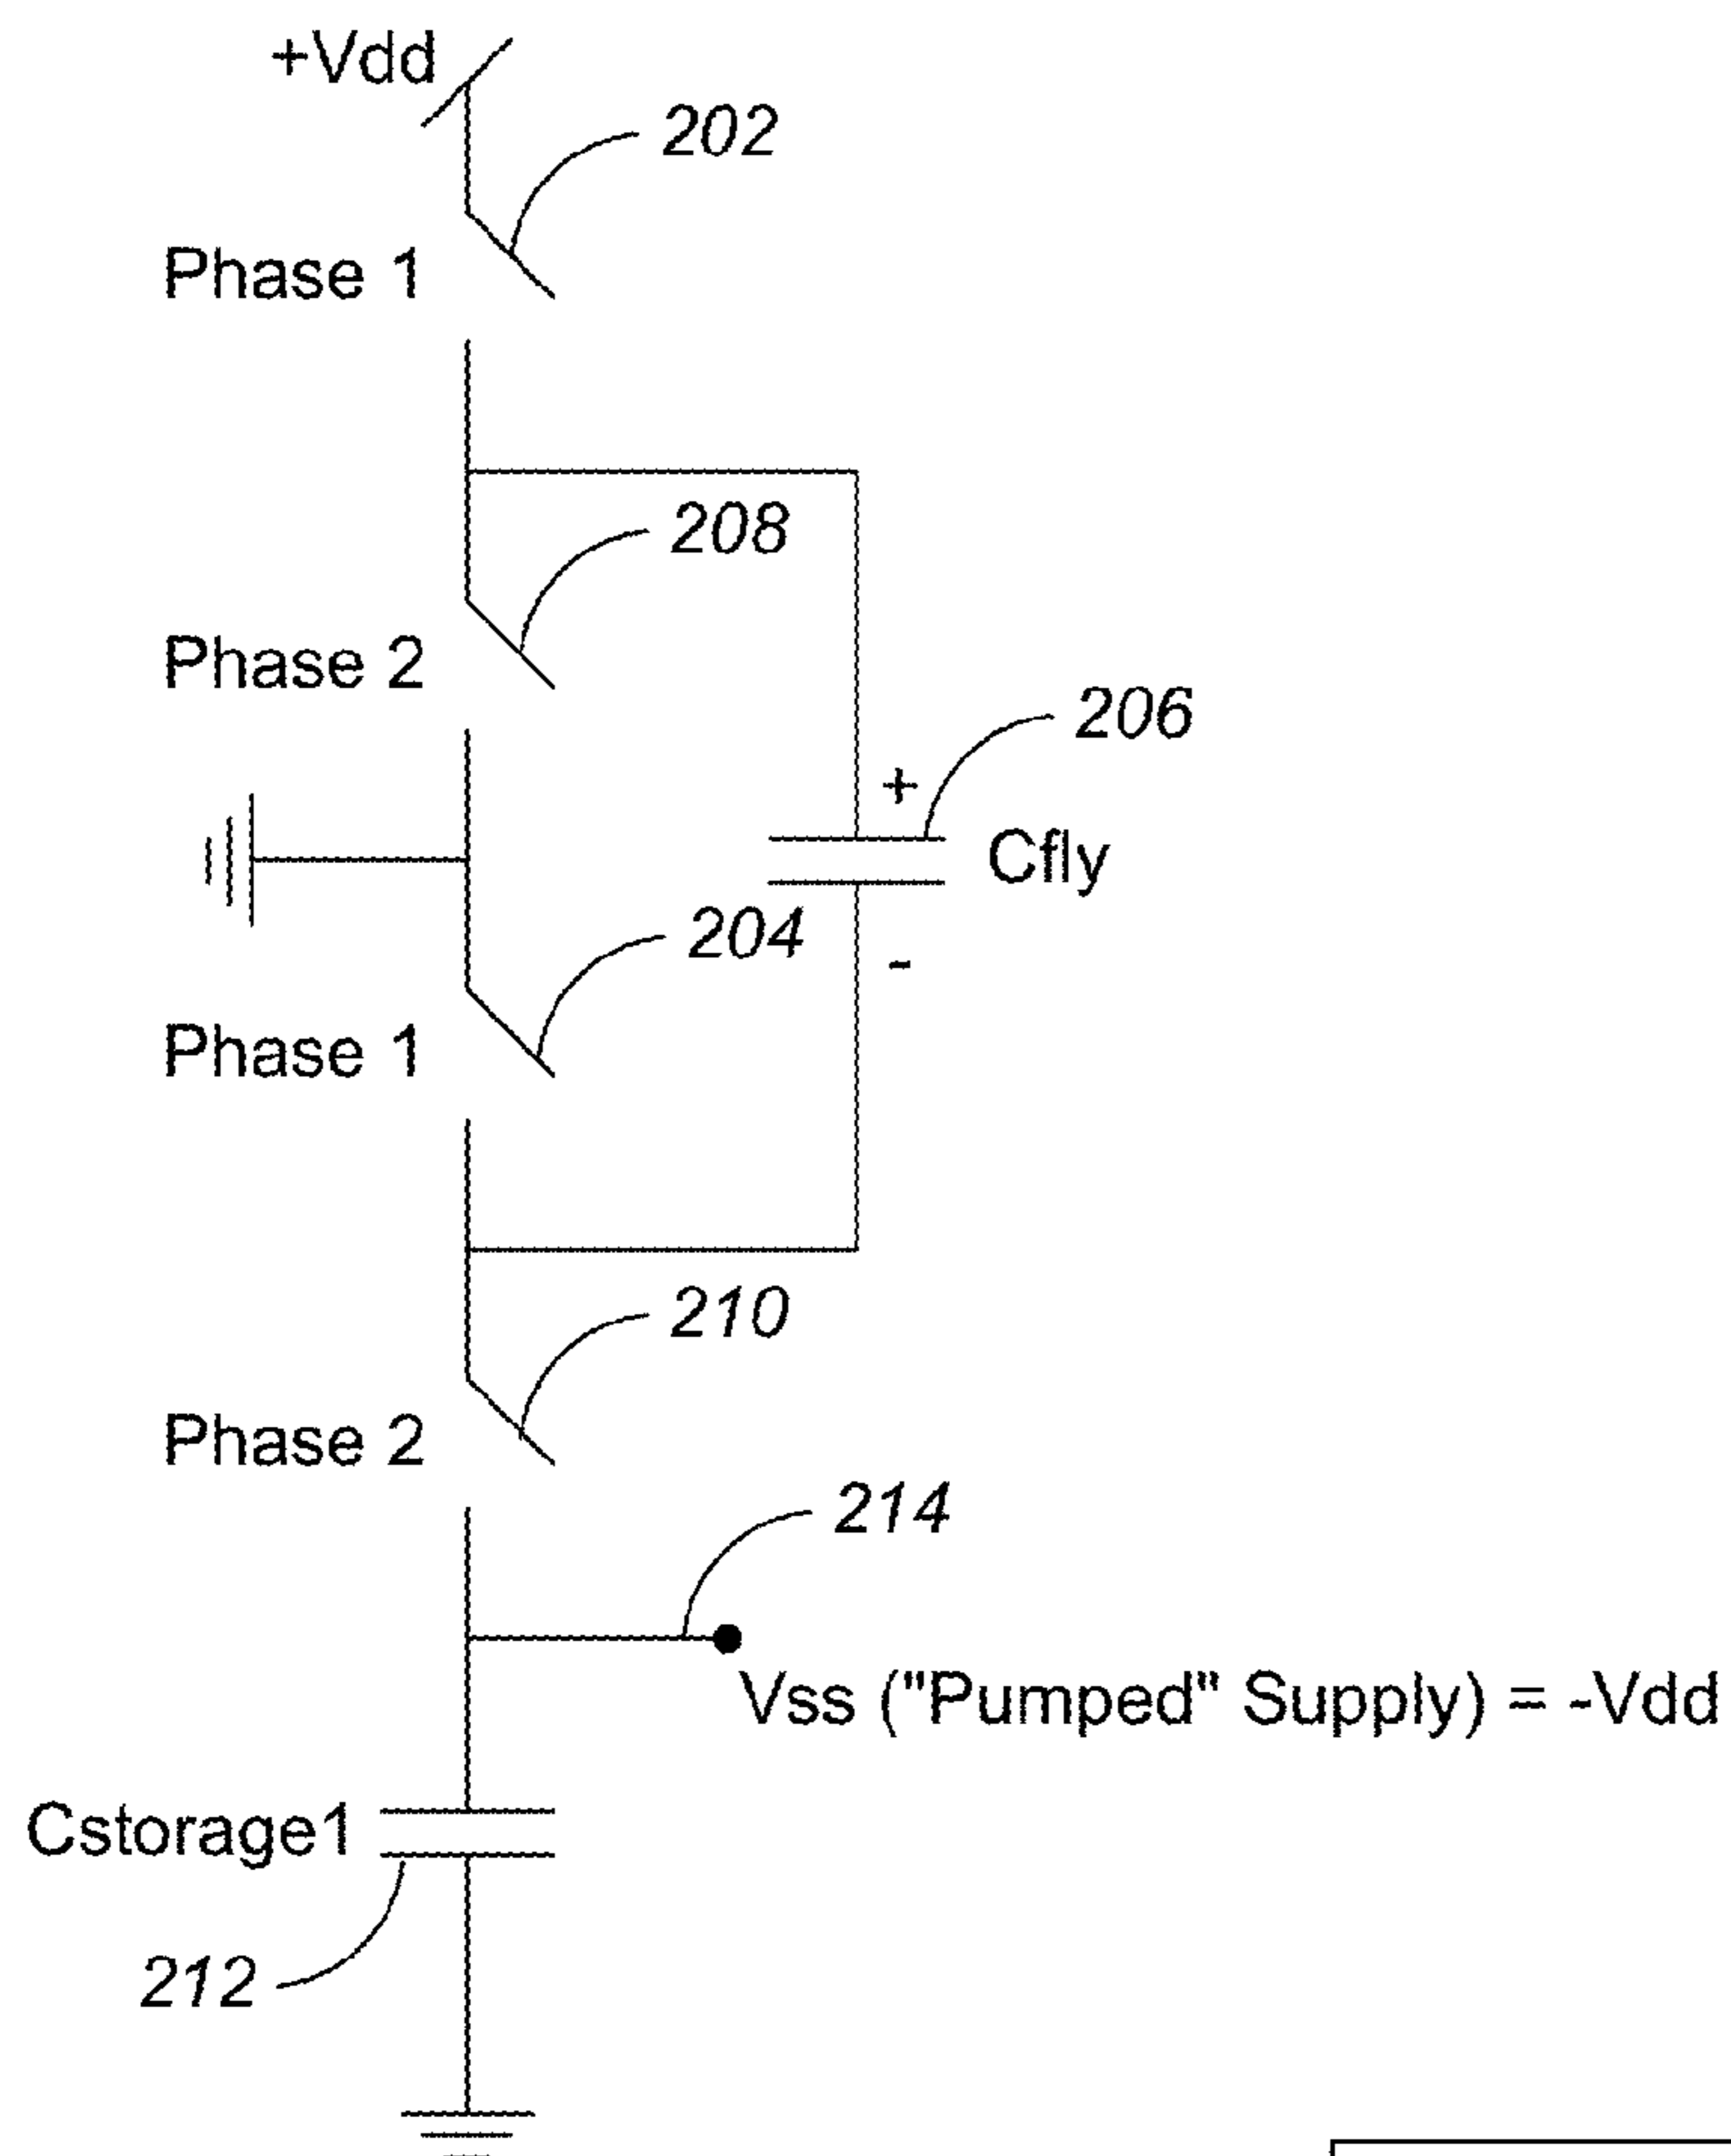 +Vdd
202
Phase 1
208
Phase 2
206
+
Cfly
204
-
Phase 1
210
Phase 2
214
Vss ("Pumped" Supply) = -Vdd
Cstorage1
212